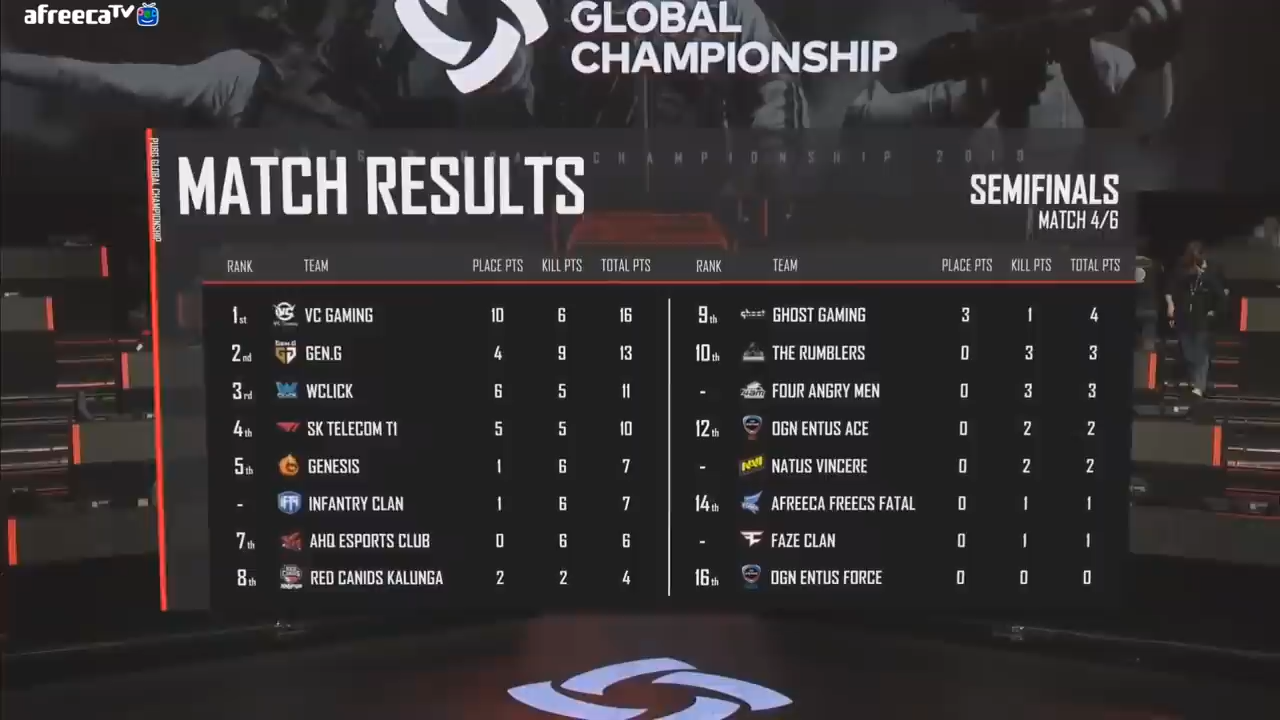 afreecaTV
GLOBAL
CHAMPIONSHIP
PUBG GLOBAL CHAMPIONSHIP
CHAMPIONSHIP 2019
MATCH RESULTS
SEMIFINALS
MATCH 4/6
RANK TEAM PLACE PTS KILL PTS TOTAL PTS RANK TEAM PLACE PTS KILL PTS TOTAL PTS
1st VC GAMING 10 6 16 9th GHOST GAMING 3 1 4
2nd GEN.G 4 9 13 10th THE RUMBLERS 0 3 3
3rd WCLICK 6 5 11 - FOUR ANGRY MEN 0 3 3
4th SK TELECOM T1 5 5 10 12th OGN ENTUS ACE 0 2 2
5th GENESIS 1 6 7 - NATUS VINCERE 0 2 2
- INFANTRY CLAN 1 6 7 14th AFREECA FREECS FATAL 0 1 1
7th AHQ ESPORTS CLUB 0 6 6 - FAZE CLAN 0 1 1
8th RED CANIDS KALUNGA 2 2 4 16th OGN ENTUS FORCE 0 0 0